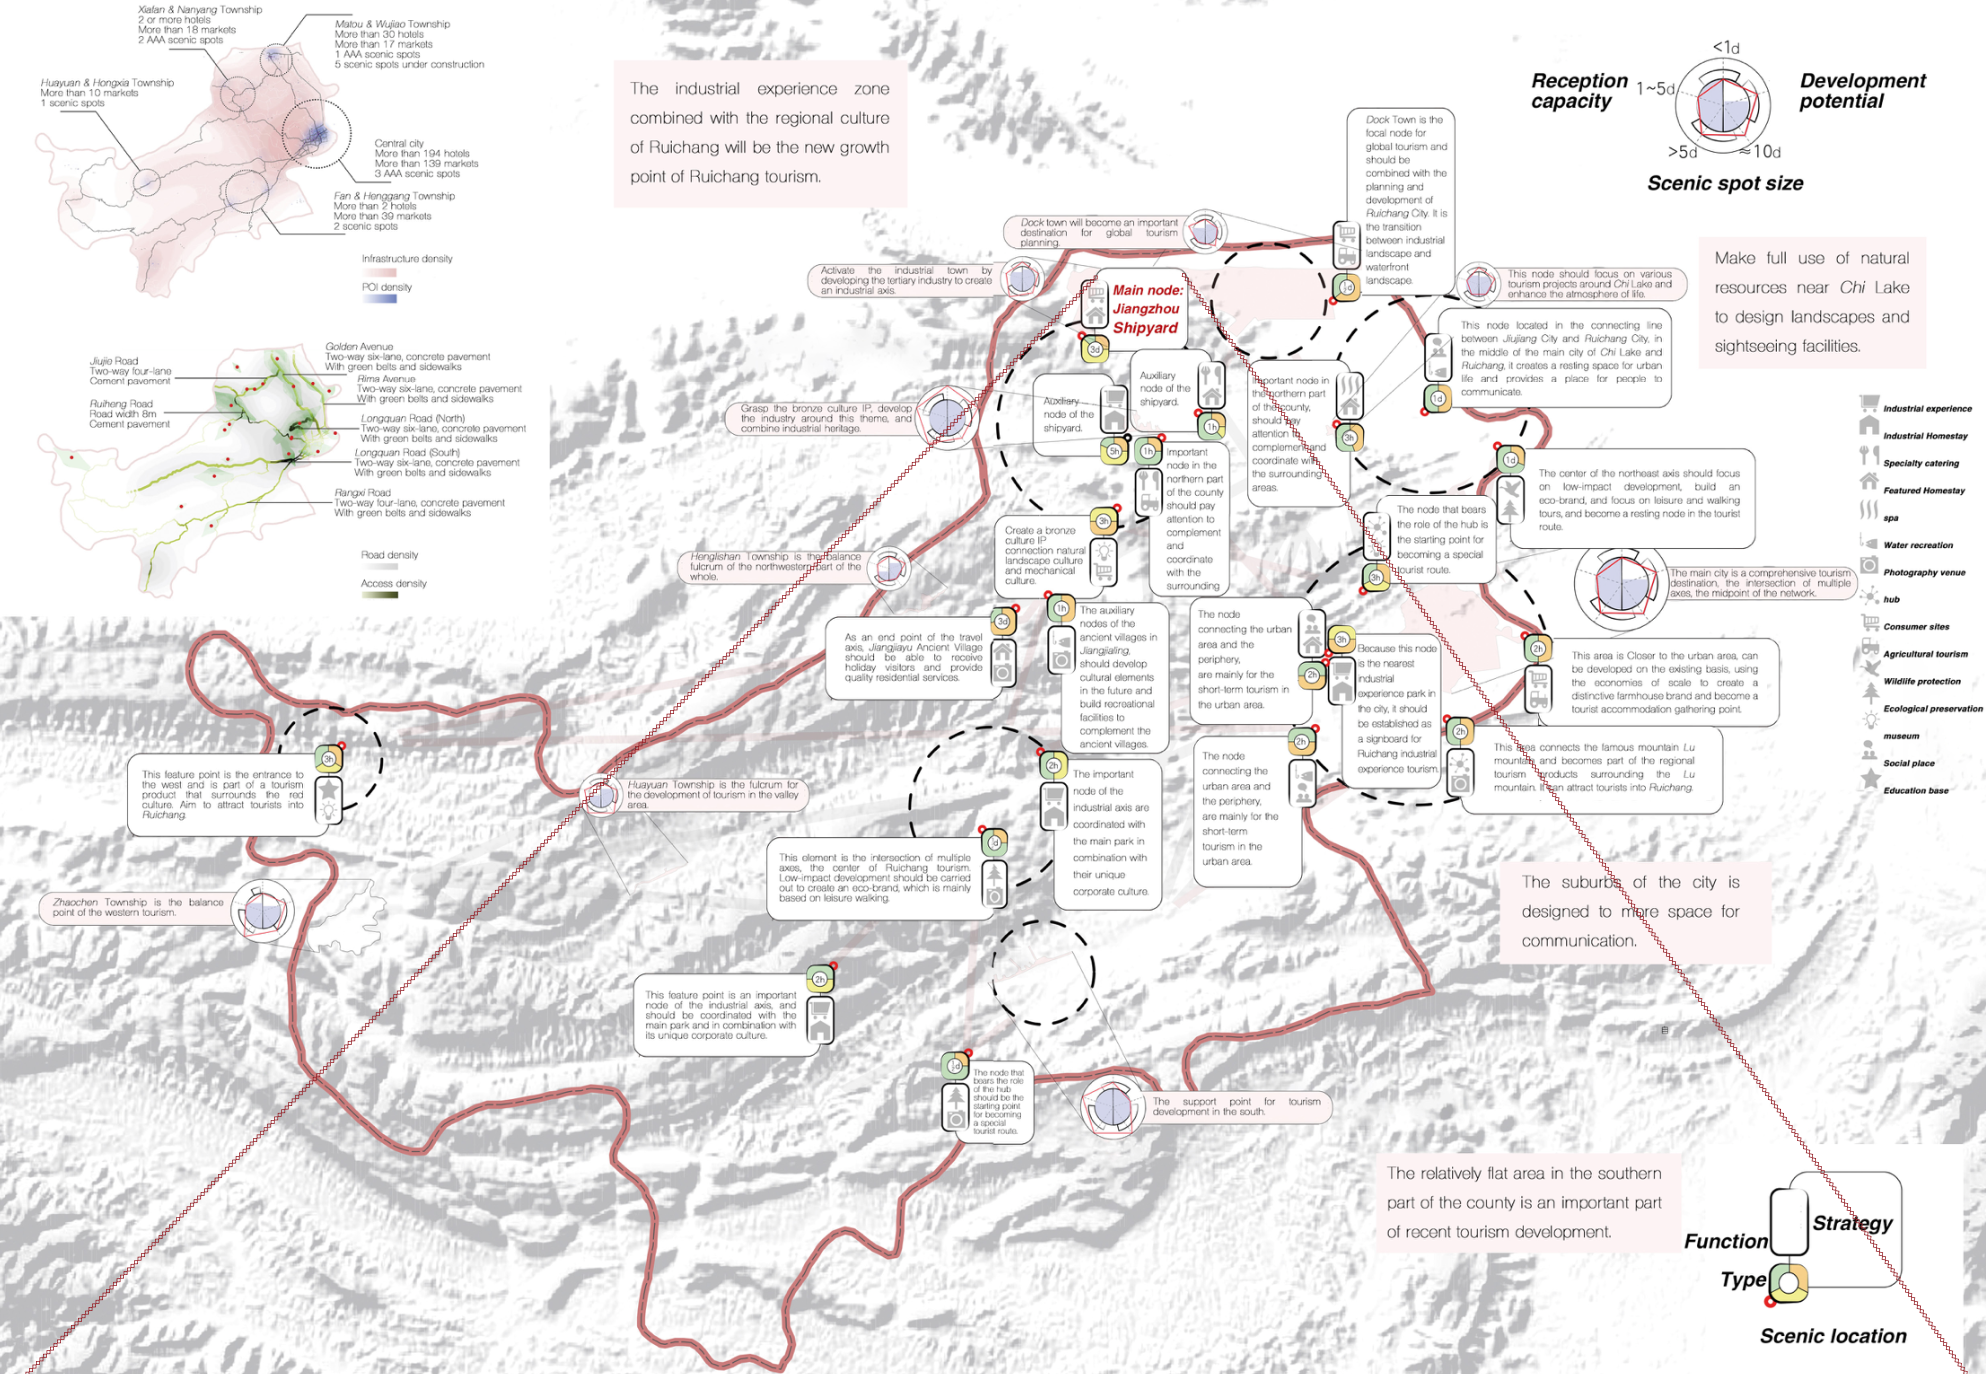 Xiafan & Nanyang Township
2 or more hotels
More than 18 markets
2 AAA scenic spots
Matou & Wujiao Township
More than 30 hotels
More than 17 markets
1 AAA scenic spots
5 scenic spots under construction
Huayuan & Hongxia Township
More than 10 markets
1 scenic spots
Central city
More than 194 hotels
More than 139 markets
3 AAA scenic spots
Fan & Henggang Township
More than 2 hotels
More than 39 markets
2 scenic spots
Infrastructure density
POI density
Jiujie Road
Two-way four-lane
Cement pavement
Ruiheng Road
Road width 8m
Cement pavement
Golden Avenue
Two-way six-lane, concrete pavement
With green belts and sidewalks
Rima Avenue
Two-way six-lane, concrete pavement
With green belts and sidewalks
Longquan Road (North)
Two-way six-lane, concrete pavement
With green belts and sidewalks
Longquan Road (South)
Two-way six-lane, concrete pavement
With green belts and sidewalks
Rangxi Road
Two-way four-lane, concrete pavement
With green belts and sidewalks
Road density
Access density
The industrial experience zone
combined with the regional culture
of Ruichang will be the new growth
point of Ruichang tourism.
Reception
capacity
<1d
1~5d
>5d
≈10d
Development
potential
Scenic spot size
Dock Town is the
focal node for
global tourism and
should be
combined with the
planning and
development of
Ruichang City. It is
the transition
between industrial
landscape and
waterfront
landscape.
Dock town will become an important
destination for global tourism
planning.
Activate the industrial town by
developing the tertiary industry to create
an industrial axis.
Main node:
Jiangzhou
Shipyard
3d
This node should focus on various
tourism projects around Chi Lake and
enhance the atmosphere of life.
Make full use of natural
resources near Chi Lake
to design landscapes and
sightseeing facilities.
This node located in the connecting line
between Jiujiang City and Ruichang City, in
the middle of the main city of Chi Lake and
Ruichang, it creates a resting space for urban
life and provides a place for people to
communicate.
1d
Auxiliary
node of the
shipyard.
1h
Auxiliary
node of the
shipyard.
5h
Important node in
the northern part
of the county,
should pay
attention to
complement and
coordinate with
the surrounding
areas.
3h
Grasp the bronze culture IP, develop
the industry around this theme, and
combine industrial heritage.
1h
Important
node in the
northern part
of the county
should pay
attention to
complement
and
coordinate
with the
surrounding
1d
The center of the northeast axis should focus
on low-impact development, build an
eco-brand, and focus on leisure and walking
tours, and become a resting node in the tourist
route.
The node that bears
the role of the hub is
the starting point for
becoming a special
tourist route.
3h
3h
Create a bronze
culture IP
connection natural
landscape culture
and mechanical
culture.
Henglishan Township is the balance
fulcrum of the northwestern part of the
whole.
The main city is a comprehensive tourism
destination, the intersection of multiple
axes, the midpoint of the network.
3d
As an end point of the travel
axis, Jiangjiayu Ancient Village
should be able to receive
holiday visitors and provide
quality residential services.
1h
The auxiliary
nodes of the
ancient villages in
Jiangjialing,
should develop
cultural elements
in the future and
build recreational
facilities to
complement the
ancient villages.
The node
connecting the urban
area and the
periphery,
are mainly for the
short-term tourism in
the urban area.
2h
3h
Because this node
is the nearest
industrial
experience park in
the city, it should
be established as
a signboard for
Ruichang industrial
experience tourism.
2h
This area is Closer to the urban area, can
be developed on the existing basis, using
the economies of scale to create a
distinctive farmhouse brand and become a
tourist accommodation gathering point.
2h
This area connects the famous mountain Lu
mountain and becomes part of the regional
tourism products surrounding the Lu
mountain. It can attract tourists into Ruichang.
2h
The node
connecting the
urban area and
the periphery,
are mainly for the
short-term
tourism in the
urban area.
3h
This feature point is the entrance to
the west and is part of a tourism
product that surrounds the red
culture. Aim to attract tourists into
Ruichang.
Huayuan Township is the fulcrum for
the development of tourism in the valley
area.
2h
The important
node of the
industrial axis are
coordinated with
the main park in
combination with
their unique
corporate culture.
This element is the intersection of multiple
axes, the center of Ruichang tourism.
Low-impact development should be carried
out to create an eco-brand, which is mainly
based on leisure walking.
Zhaochen Township is the balance
point of the western tourism.
The suburbs of the city is
designed to more space for
communication.
2h
This feature point is an important
node of the industrial axis, and
should be coordinated with the
main park and in combination with
its unique corporate culture.
The node that
bears the role
of the hub
should be the
starting point
for becoming
a special
tourist route.
The support point for tourism
development in the south.
The relatively flat area in the southern
part of the county is an important part
of recent tourism development.
Industrial experience
Industrial Homestay
Specialty catering
Featured Homestay
spa
Water recreation
Photography venue
hub
Consumer sites
Agricultural tourism
Wildlife protection
Ecological preservation
museum
Social place
Education base
Function
Strategy
Type
Scenic location